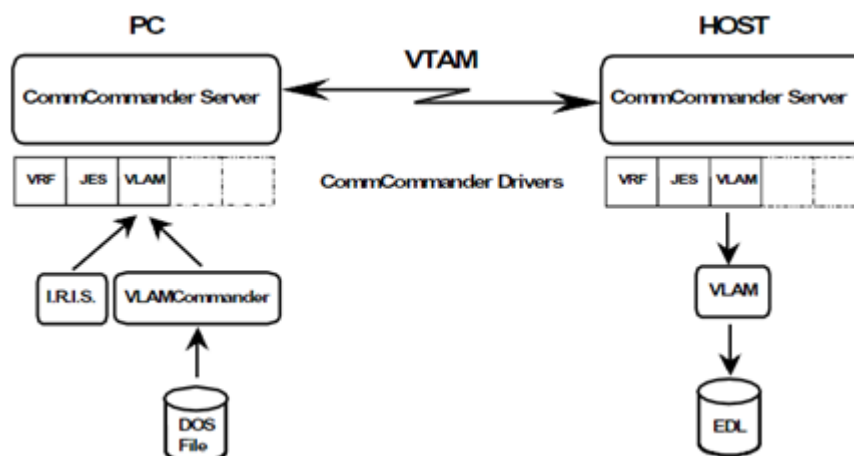 PC
HOST
VTAM
CommCommander Server
CommCommander Server
VRF JES VLAM
CommCommander Drivers
VRF JES VLAM
I.R.I.S.
VLAMCommander
VLAM
DOS
File
EDL